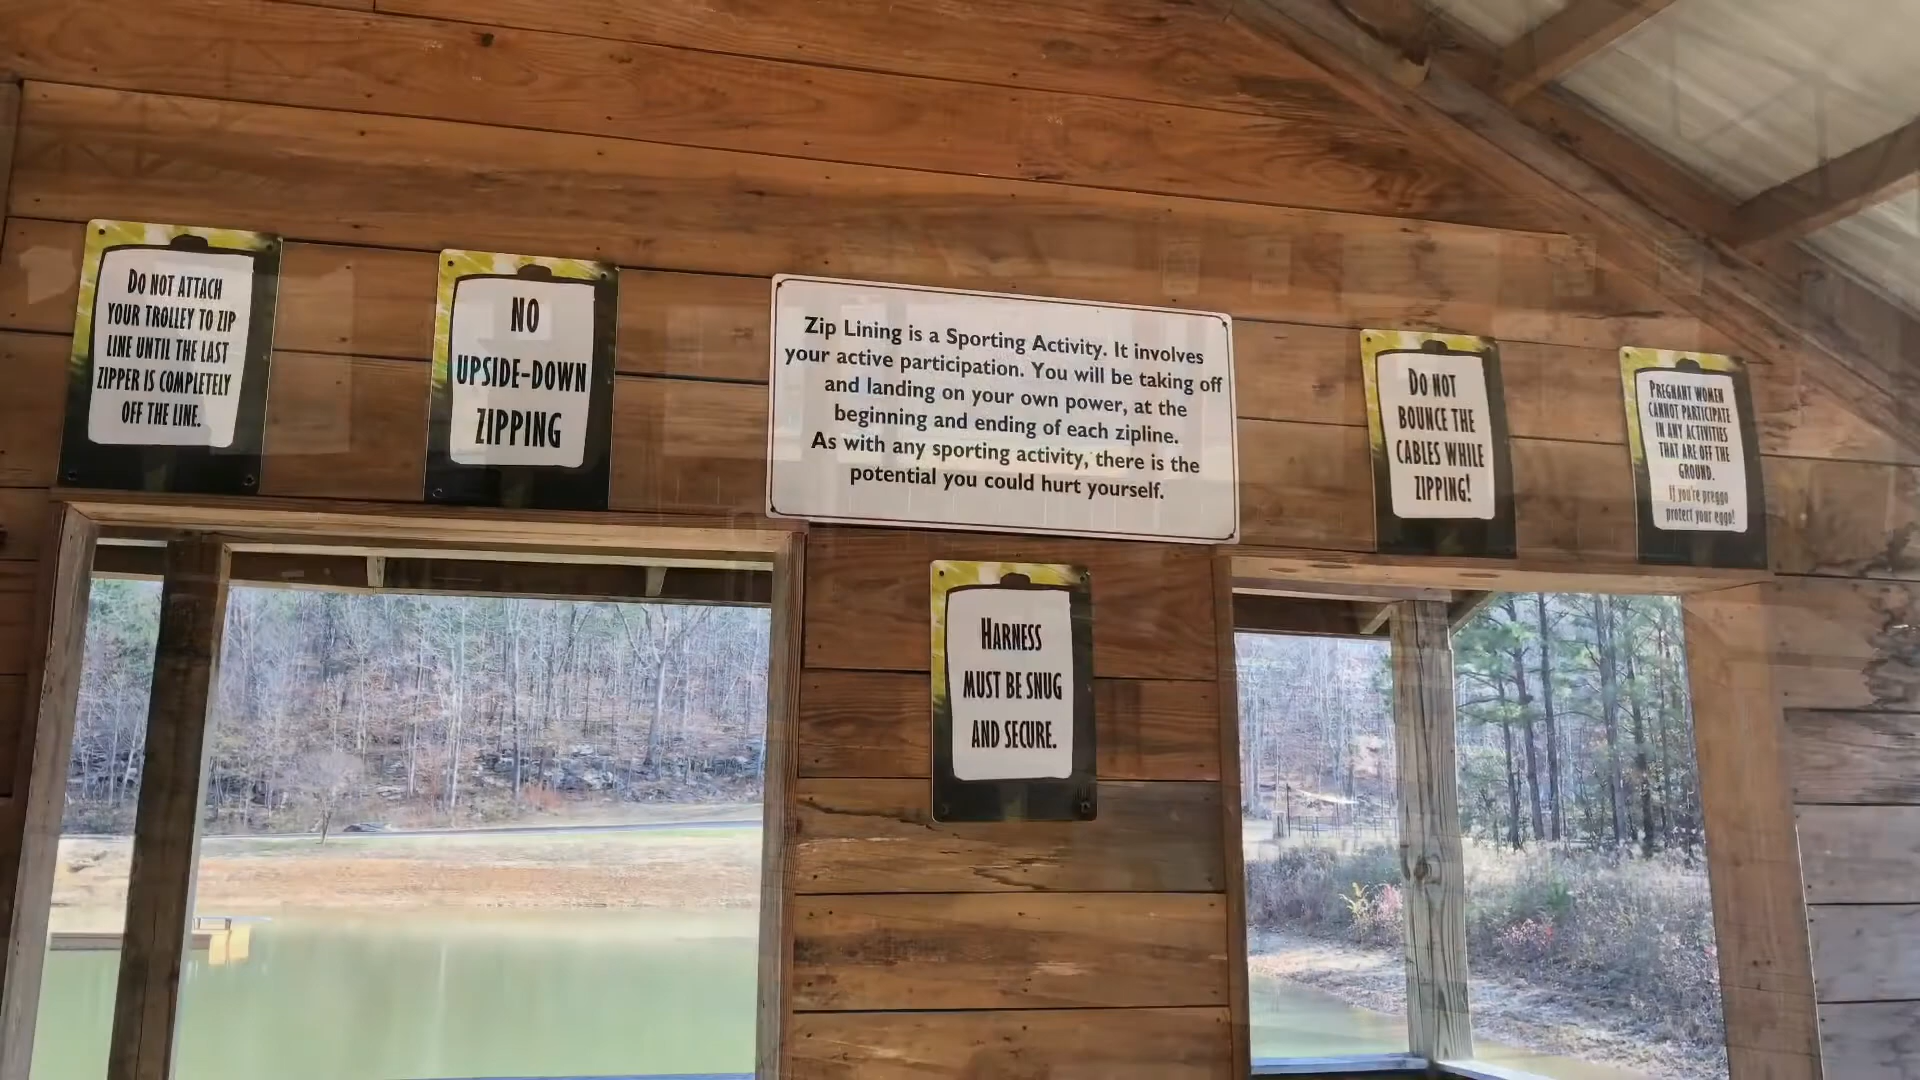 DO NOT ATTACH
YOUR TROLLEY TO ZIP
LINE UNTIL THE LAST
ZIPPER IS COMPLETELY
OFF THE LINE.
NO
UPSIDE-DOWN
ZIPPING
Zip Lining is a Sporting Activity. It involves
your active participation. You will be taking off
and landing on your own power, at the
beginning and ending of each zipline.
As with any sporting activity, there is the
potential you could hurt yourself.
HARNESS
MUST BE SNUG
AND SECURE.
DO NOT
BOUNCE THE
CABLES WHILE
ZIPPING!
PREGNANT WOMEN
CANNOT PARTICIPATE
IN ANY ACTIVITIES
THAT ARE OFF THE
GROUND.
If you're preggo
protect your eggo!